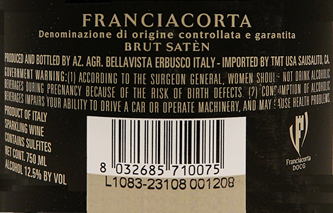 FRANCIACORTA
Denominazione di origine controllata e garantita
BRUT SATÈN
PRODUCED AND BOTTLED BY AZ. AGR. BELLAVISTA ERBUSCO ITALY - IMPORTED BY TMT USA SAUSALITO, CA
GOVERNMENT WARNING: (1) ACCORDING TO THE SURGEON GENERAL, WOMEN SHOULD NOT DRINK ALCOHOLIC
BEVERAGES DURING PREGNANCY BECAUSE OF THE RISK OF BIRTH DEFECTS. (2) CONSUMPTION OF ALCOHOLIC
BEVERAGES IMPAIRS YOUR ABILITY TO DRIVE A CAR OR OPERATE MACHINERY, AND MAY CAUSE HEALTH PROBLEMS.
PRODUCT OF ITALY
SPARKLING WINE
CONTAINS SULFITES
NET CONT. 750 ML
ALCOHOL 12.5% BY VOL
8 032685 710075
L1083-23108 001208
Franciacorta
DOCG